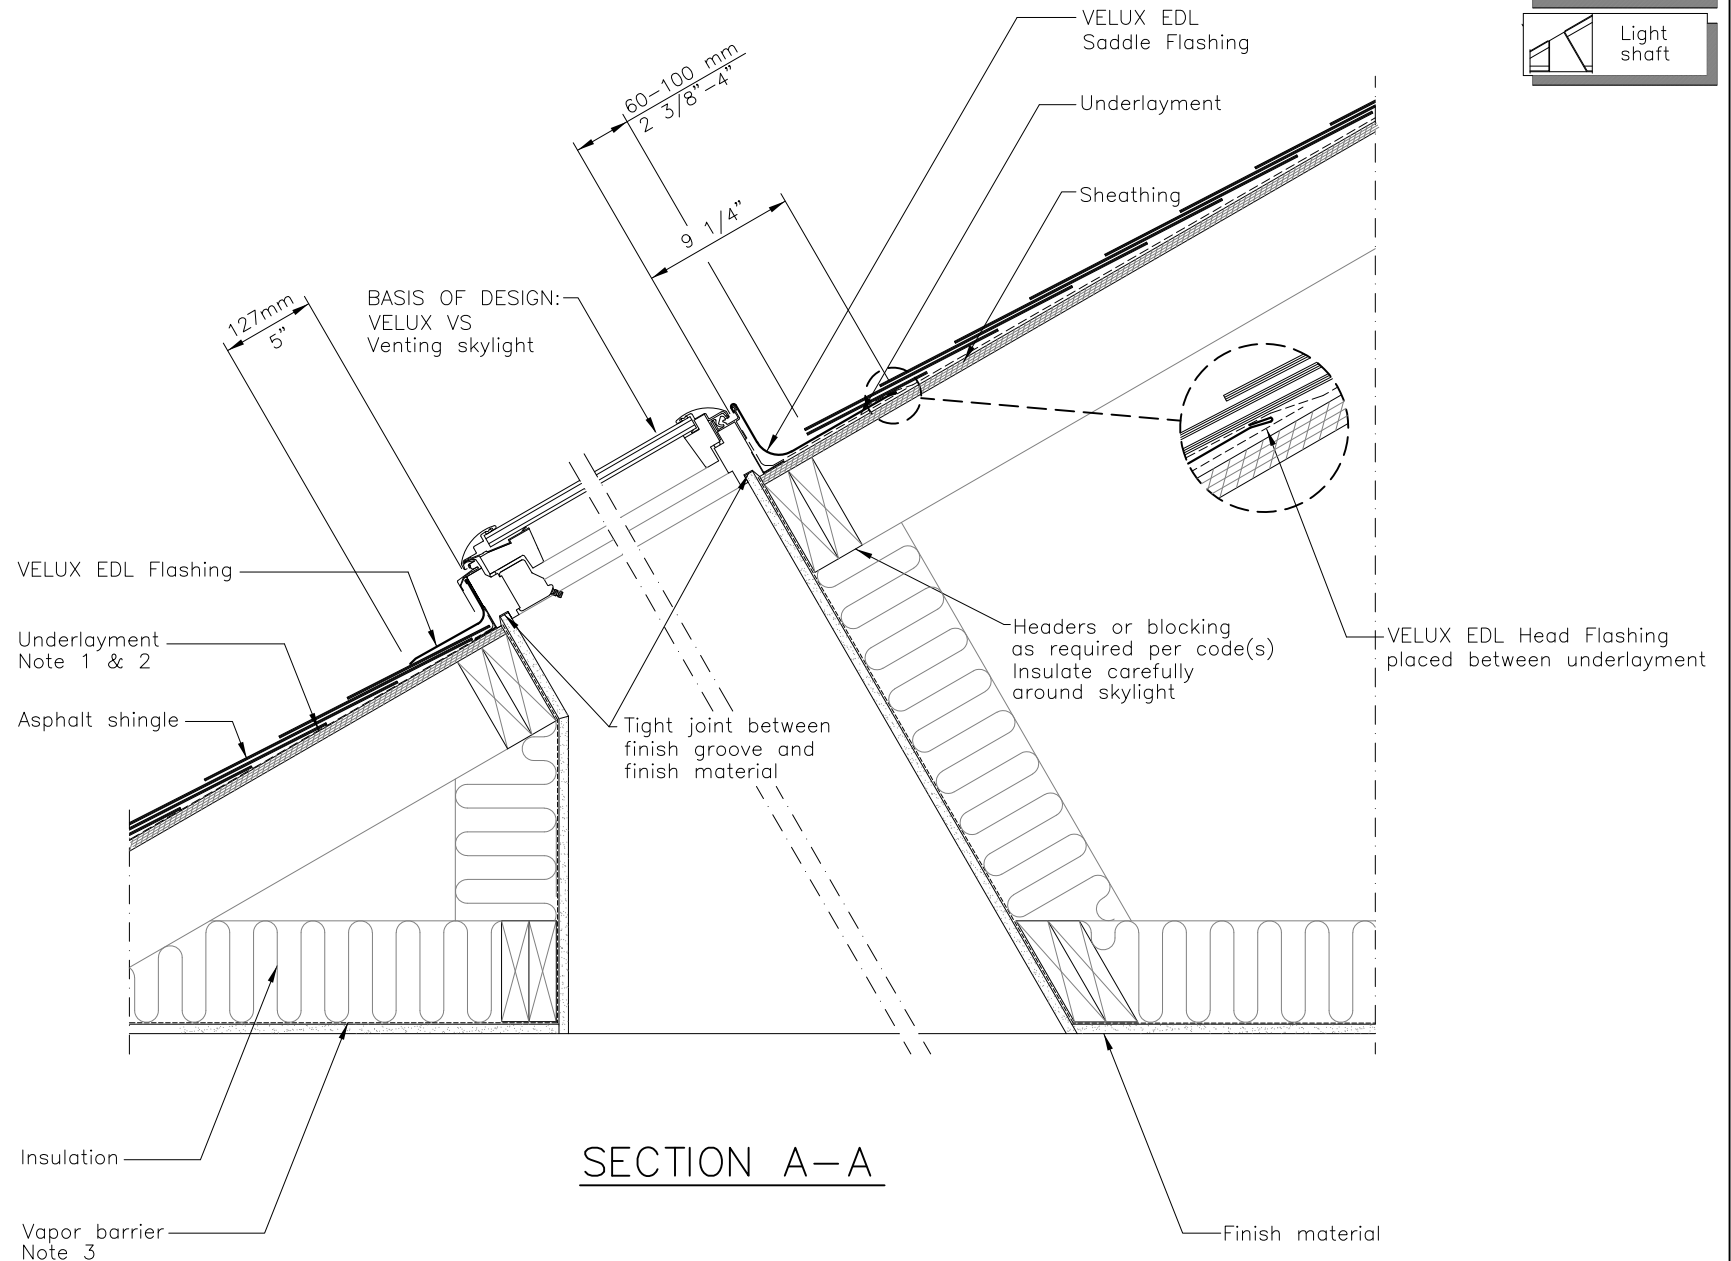 VELUX EDL
Saddle Flashing
Light
shaft
60-100 mm
2 3/8"-4"
Underlayment
Sheathing
9 1/4"
BASIS OF DESIGN:
VELUX VS
Venting skylight
127mm
5"
VELUX EDL Flashing
Underlayment
Note 1 & 2
Asphalt shingle
Headers or blocking
as required per code(s)
Insulate carefully
around skylight
VELUX EDL Head Flashing
placed between underlayment
Tight joint between
finish groove and
finish material
Insulation
SECTION A-A
Vapor barrier
Note 3
Finish material